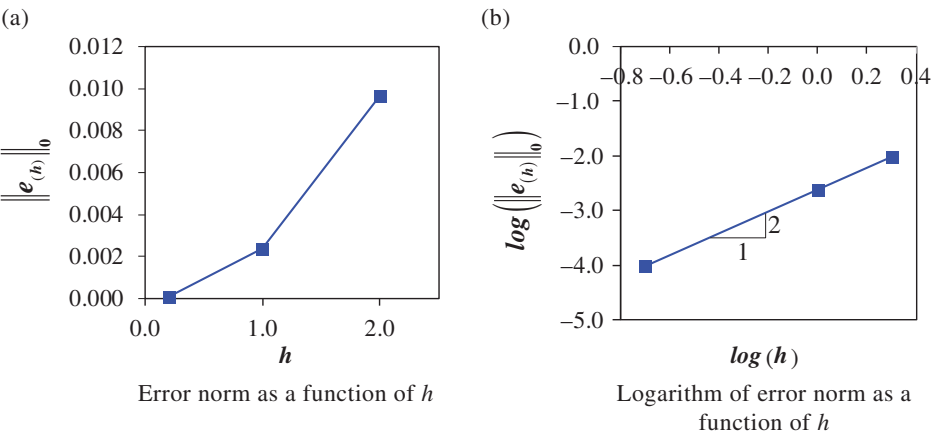 (a)
‖e(h)‖0
0.012
0.010
0.008
0.006
0.004
0.002
0.000
0.0 1.0 2.0
h
Error norm as a function of h
(b)
log(‖e(h)‖0)
0.0
–0.8 –0.6 –0.4 –0.2 0.0 0.2 0.4
–1.0
–2.0
–3.0
–4.0
–5.0
2
1
log (h)
Logarithm of error norm as a
function of h